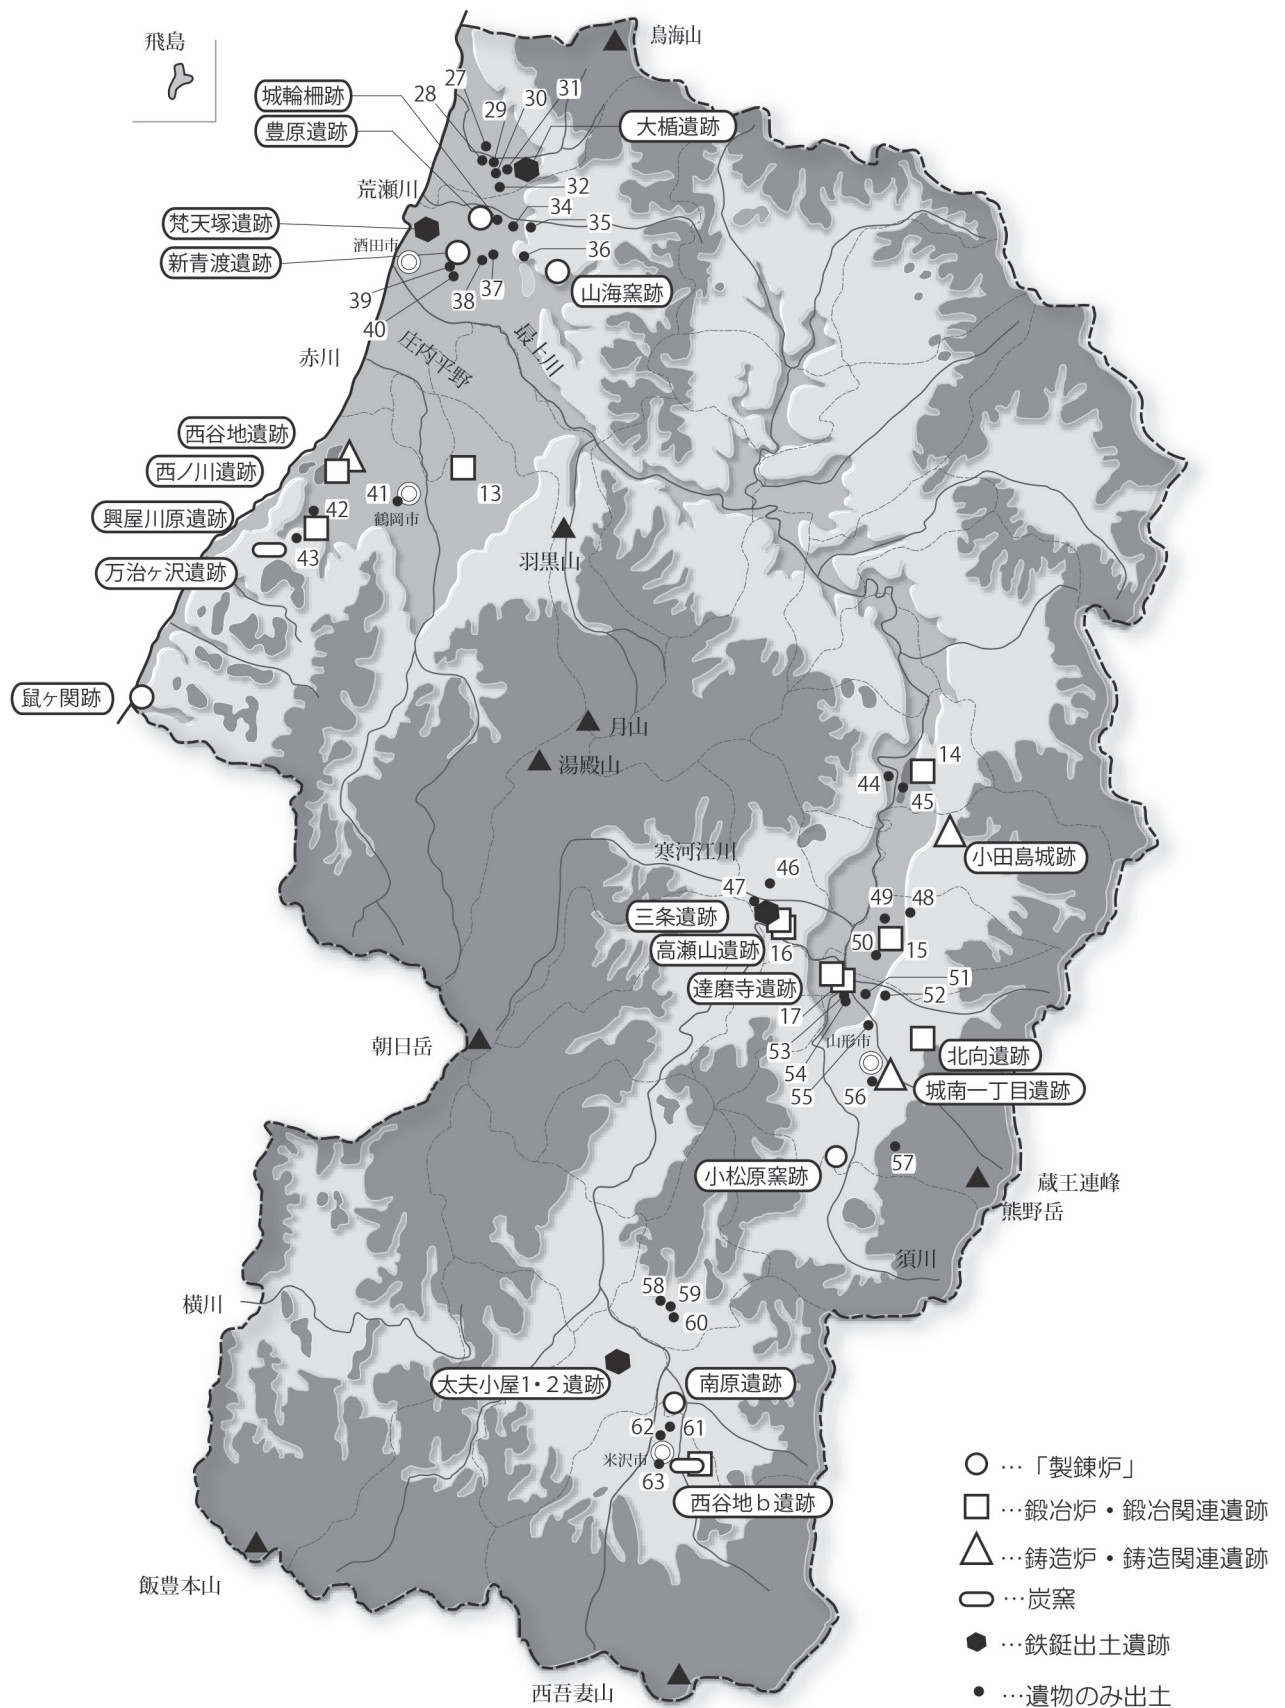 鳥海山
飛島
27
28
29
30
31
城輪柵跡
豊原遺跡
大楯遺跡
荒瀬川
32
34
35
36
梵天塚遺跡
酒田市
新青渡遺跡
山海窯跡
37
38
39
40
赤川
庄内平野
最上川
西谷地遺跡
西ノ川遺跡
13
41
42
興屋川原遺跡
鶴岡市
43
万治ヶ沢遺跡
羽黒山
鼠ヶ関跡
月山
湯殿山
14
44
45
小田島城跡
寒河江川
46
47
三条遺跡
高瀬山遺跡
16
48
49
50
15
達磨寺遺跡
17
51
52
53
54
55
山形市
56
北向遺跡
城南一丁目遺跡
朝日岳
小松原窯跡
57
蔵王連峰
熊野岳
須川
横川
58
59
60
太夫小屋1・2遺跡
南原遺跡
61
62
米沢市
63
西谷地b遺跡
飯豊本山
西吾妻山
…「製錬炉」
…鍛冶炉・鍛冶関連遺跡
…鋳造炉・鋳造関連遺跡
…炭窯
…鉄鋌出土遺跡
…遺物のみ出土